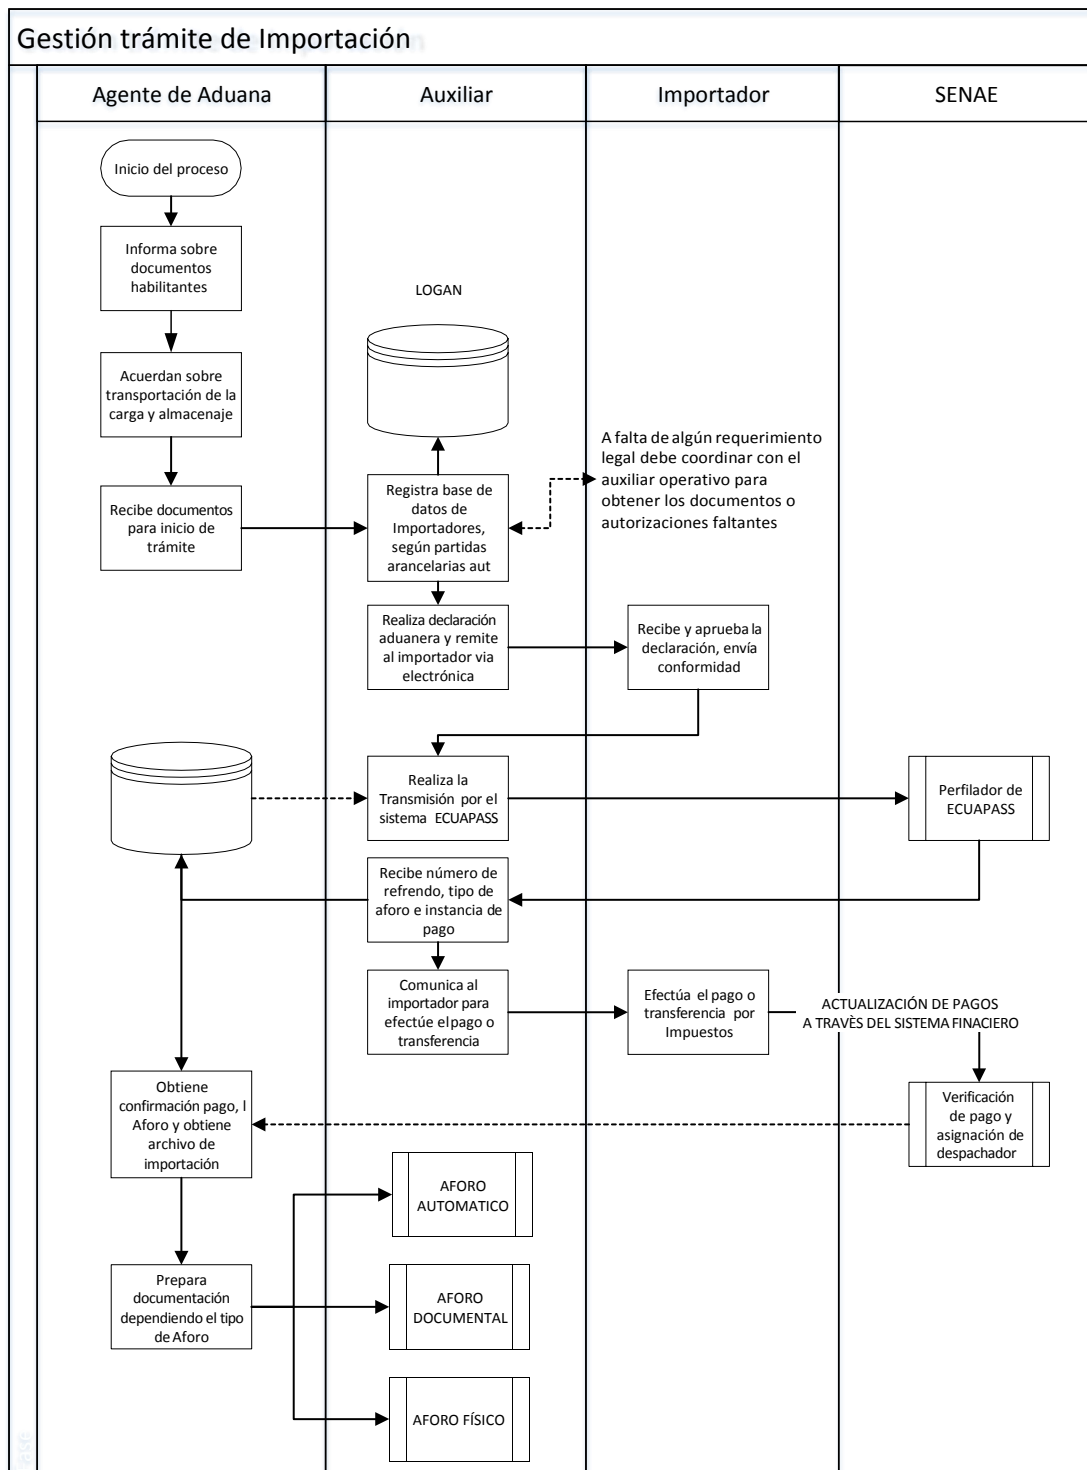 Gestión trámite de Importación
Agente de Aduana
Auxiliar
Importador
SENAE
Inicio del proceso
Informa sobre
documentos
habilitantes
LOGAN
Acuerdan sobre
transportación de la
carga y almacenaje
A falta de algún requerimiento
legal debe coordinar con el
auxiliar operativo para
obtener los documentos o
autorizaciones faltantes
Recibe documentos
para inicio de
trámite
Registra base de
datos de
Importadores,
según partidas
arancelarias aut
Realiza declaración
aduanera y remite
al importador via
electrónica
Recibe y aprueba la
declaración, envía
conformidad
Realiza la
Transmisión por el
sistema ECUAPASS
Perfilador de
ECUAPASS
Recibe número de
refrendo, tipo de
aforo e instancia de
pago
Comunica al
importador para
efectúe el pago o
transferencia
Efectúa el pago o
transferencia por
Impuestos
ACTUALIZACIÓN DE PAGOS
A TRAVÈS DEL SISTEMA FINACIERO
Obtiene
confirmación pago, l
Aforo y obtiene
archivo de
importación
Verificación
de pago y
asignación de
despachador
AFORO
AUTOMATICO
Prepara
documentación
dependiendo el tipo
de Aforo
AFORO
DOCUMENTAL
AFORO FÍSICO
Fase